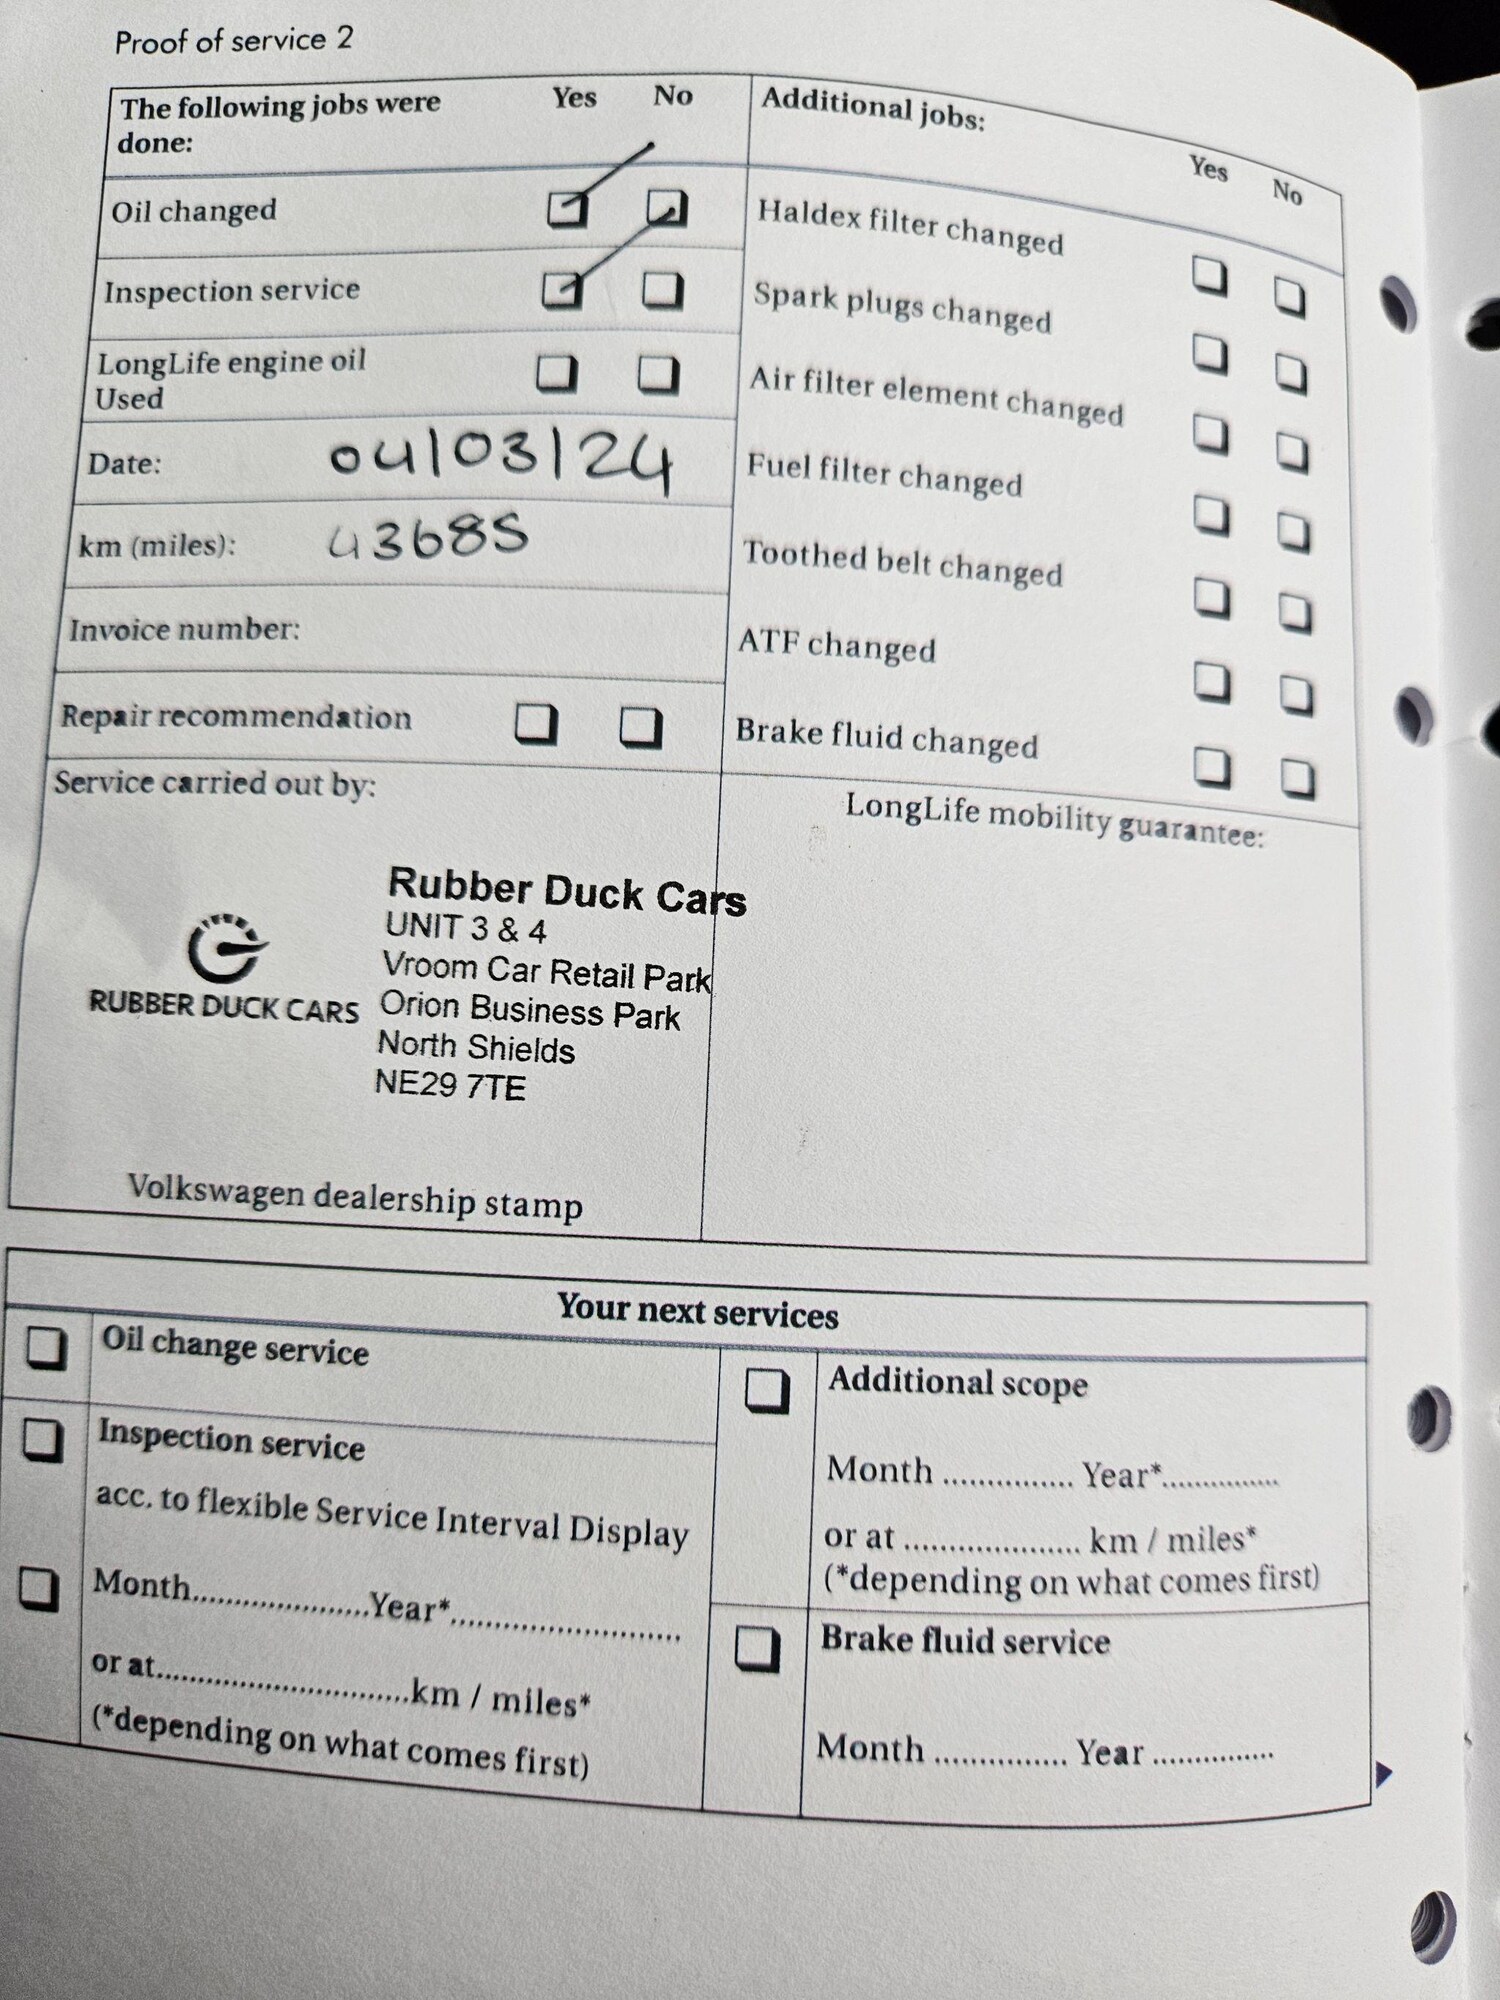 Proof of service 2
The following jobs were
done:
Yes No
Oil changed
Inspection service
LongLife engine oil
Used
Date: 04/03/24
km (miles): 43685
Invoice number:
Repair recommendation
Additional jobs:
Yes No
Haldex filter changed
Spark plugs changed
Air filter element changed
Fuel filter changed
Toothed belt changed
ATF changed
Brake fluid changed
Service carried out by:
RUBBER DUCK CARS
Rubber Duck Cars
UNIT 3 & 4
Vroom Car Retail Park
Orion Business Park
North Shields
NE29 7TE
Volkswagen dealership stamp
LongLife mobility guarantee:
Your next services
Oil change service
Inspection service
acc. to flexible Service Interval Display
Month.....................Year*...........................
or at..............................km / miles*
(*depending on what comes first)
Additional scope
Month ............... Year*..............
or at ..................... km / miles*
(*depending on what comes first)
Brake fluid service
Month ............... Year ...............